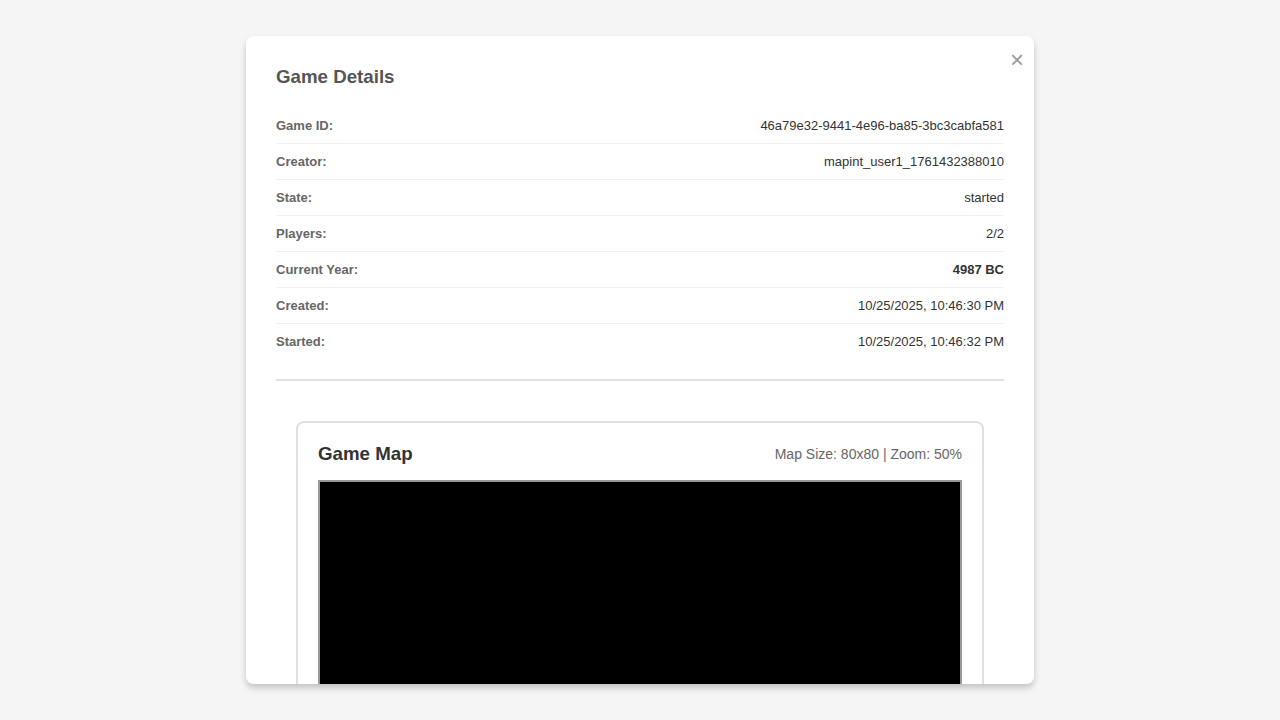 ×
Game Details
Game ID: 46a79e32-9441-4e96-ba85-3bc3cabfa581
Creator: mapint_user1_1761432388010
State: started
Players: 2/2
Current Year: 4987 BC
Created: 10/25/2025, 10:46:30 PM
Started: 10/25/2025, 10:46:32 PM
Game Map Map Size: 80x80 | Zoom: 50%